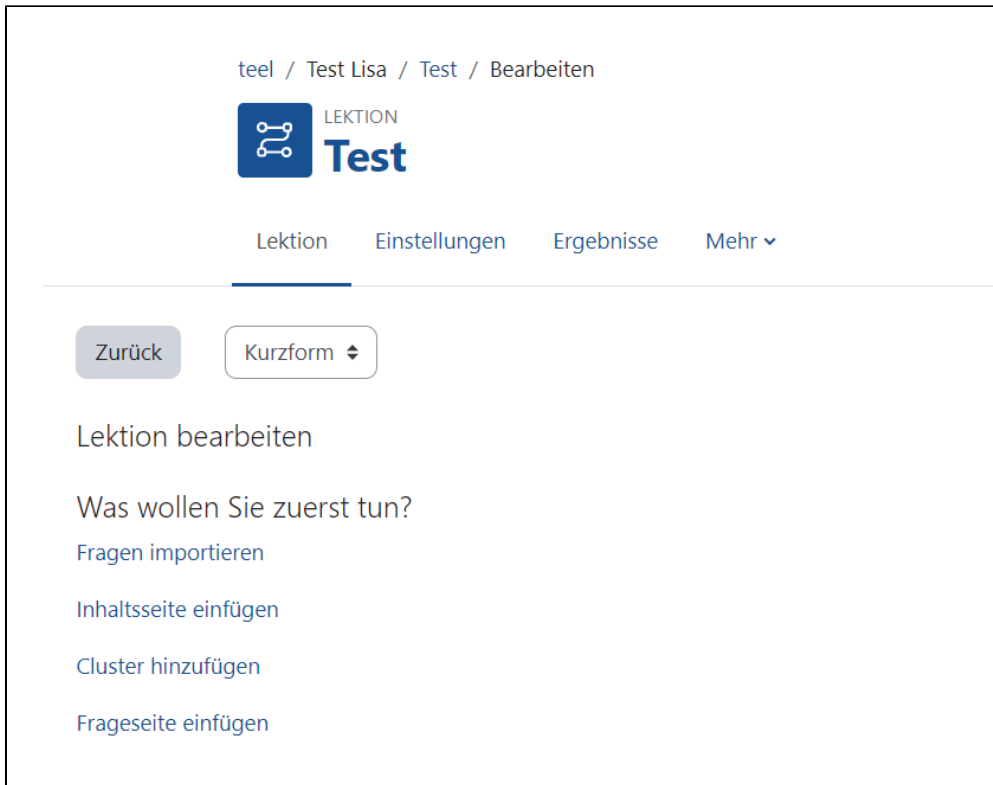 teel / Test Lisa / Test / Bearbeiten
LEKTION
Test
Lektion Einstellungen Ergebnisse Mehr
Zurück Kurzform
Lektion bearbeiten
Was wollen Sie zuerst tun?
Fragen importieren
Inhaltsseite einfügen
Cluster hinzufügen
Frageseite einfügen